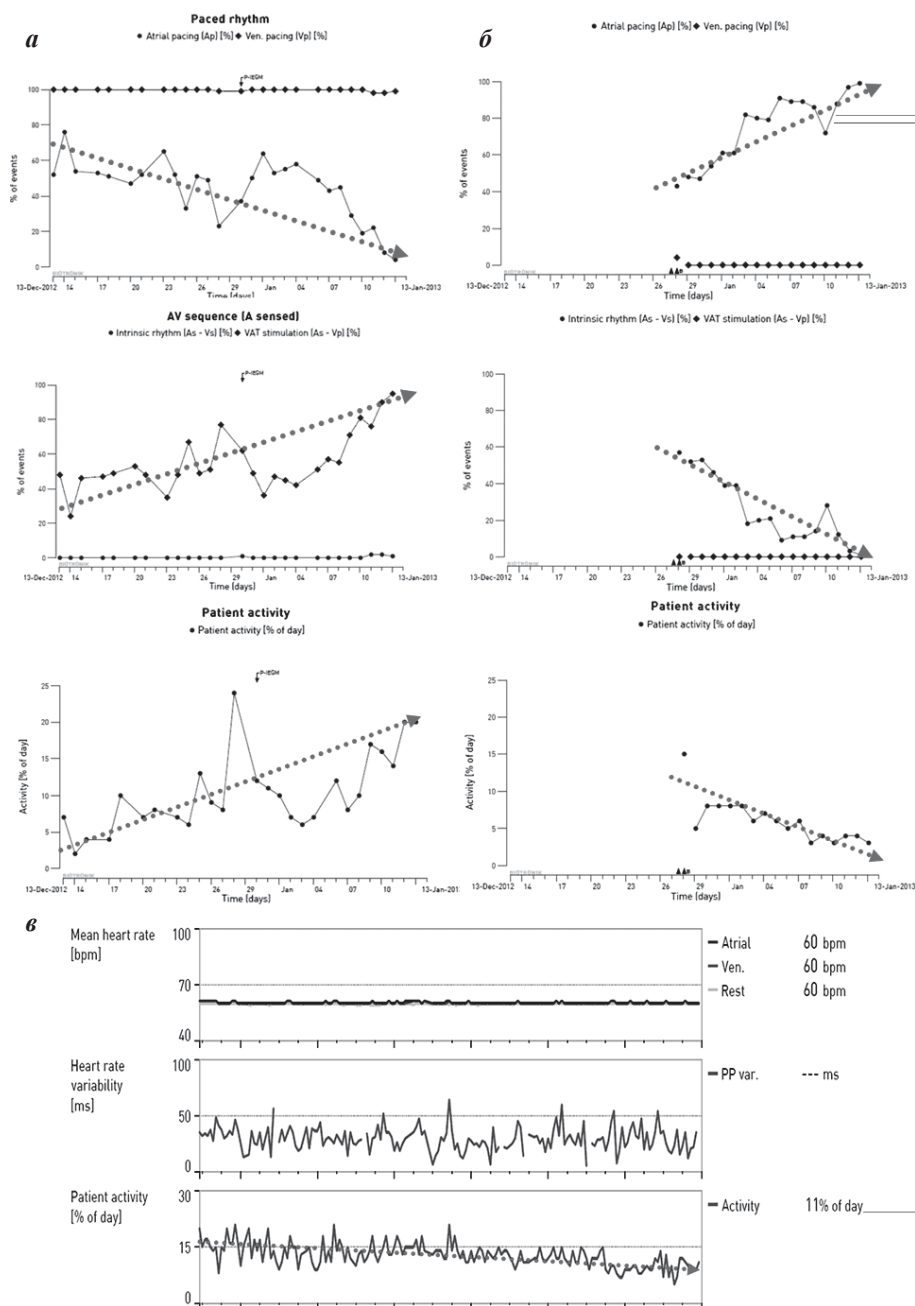 а
Paced rhythm
● Atrial pacing (Ap) [%] ◆ Ven. pacing (Vp) [%]
P-IEGM
% of events
100
80
60
40
20
0
BIOTRONIK
13-Dec-2012 14 17 20 23 26 29 Jan 04 07 10 13-Jan-2013
Time [days]
AV sequence (A sensed)
● Intrinsic rhythm (As - Vs) [%] ◆ VAT stimulation (As - Vp) [%]
P-IEGM
% of events
100
80
60
40
20
0
13-Dec-2012 14 17 20 23 26 29 Jan 04 07 10 13-Jan-2013
Time [days]
Patient activity
● Patient activity [% of day]
P-IEGM
Activity [% of day]
25
20
15
10
5
0
13-Dec-2012 14 17 20 23 26 29 Jan 04 07 10 13-Jan-201
Time [days]
б
● Atrial pacing (Ap) [%] ◆ Ven. pacing (Vp) [%]
% of events
100
80
60
40
20
0
13-Dec-2012 14 17 20 23 26 29 Jan 04 07 10 13-Jan-2013
Time [days]
● Intrinsic rhythm (As - Vs) [%] ◆ VAT stimulation (As - Vp) [%]
% of events
100
80
60
40
20
0
13-Dec-2012 14 17 20 23 26 29 Jan 04 07 10 13-Jan-2013
Time [days]
Patient activity
● Patient activity [% of day]
Activity [% of day]
25
20
15
10
5
0
13-Dec-2012 14 17 20 23 26 29 Jan 04 07 10 13-Jan-2013
Time [days]
в
Mean heart rate
[bpm]
100
70
40
Atrial 60 bpm
Ven. 60 bpm
Rest 60 bpm
Heart rate
variability
[ms]
100
50
0
PP var. --- ms
Patient activity
[% of day]
30
15
0
Activity 11% of day